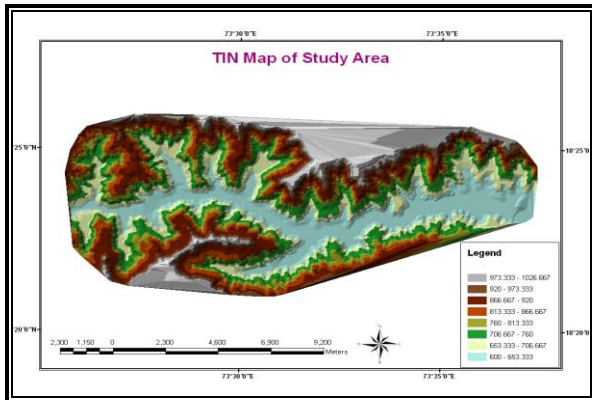 73°30'0"E 73°35'0"E
TIN Map of Study Area
25'0"N 18°25'
Legend
973.333 - 1026.667
920 - 973.333
866.667 - 920
813.333 - 866.667
760 - 813.333
706.667 - 760
653.333 - 706.667
600 - 653.333
20'0"N 18°20'
2,300 1,150 0 2,300 4,600 6,900 9,200
Meters
73°30'0"E 73°35'0"E